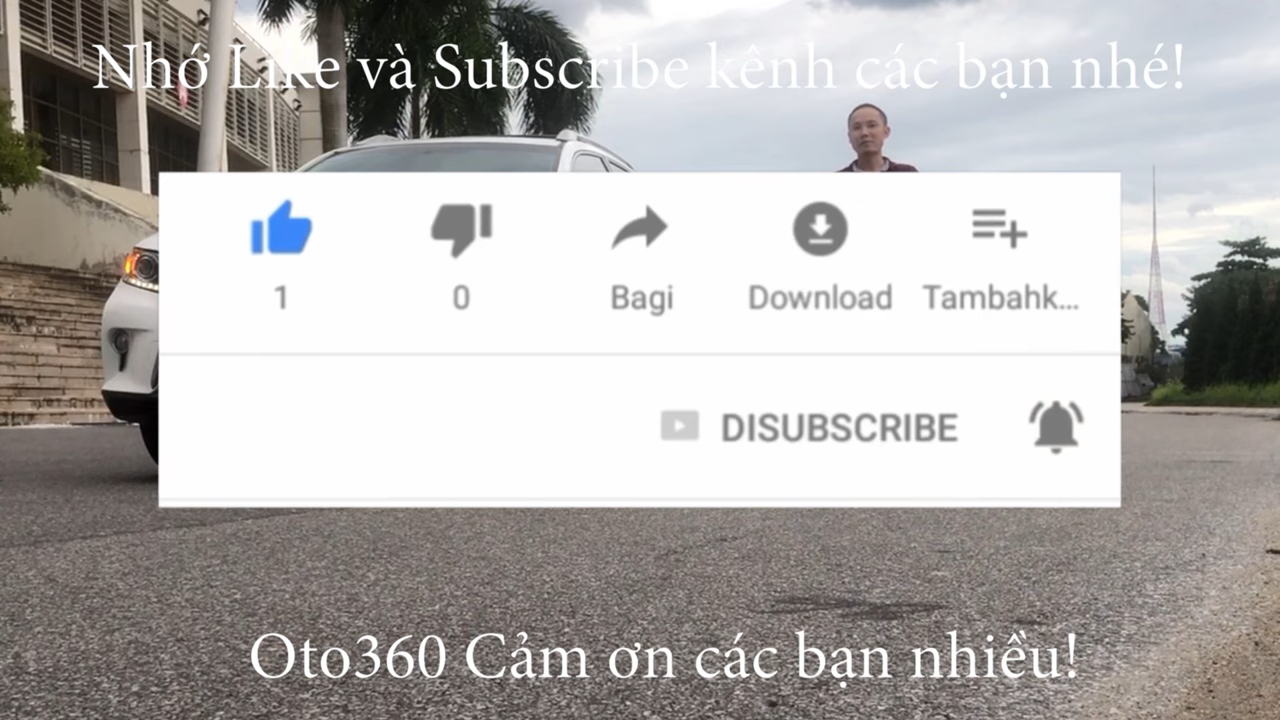 Nhớ Like và Subscribe kênh các bạn nhé!
1 0 Bagi Download Tambahk...
DISUBSCRIBE
Oto360 Cảm ơn các bạn nhiều!